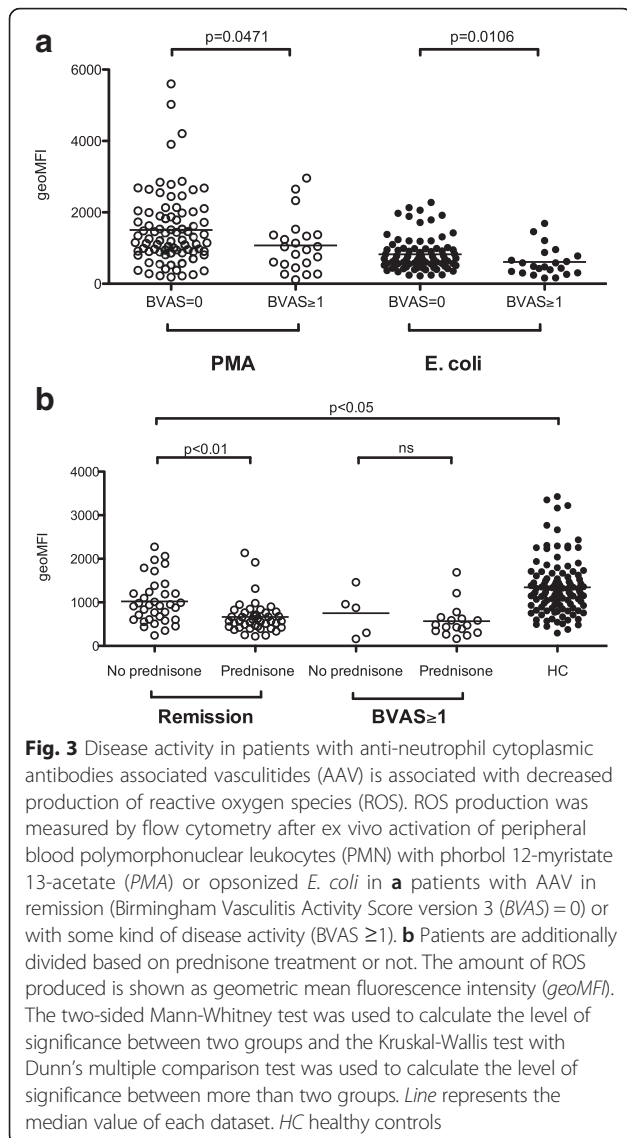 a
p=0.0471 p=0.0106
6000
4000
2000
0
geoMFI
BVAS=0 BVAS≥1 BVAS=0 BVAS≥1
PMA E. coli
b
p<0.05
p<0.01 ns
4000
3000
2000
1000
0
geoMFI
No prednisone Prednisone No prednisone Prednisone HC
Remission BVAS≥1
Fig. 3 Disease activity in patients with anti-neutrophil cytoplasmic
antibodies associated vasculitides (AAV) is associated with decreased
production of reactive oxygen species (ROS). ROS production was
measured by flow cytometry after ex vivo activation of peripheral
blood polymorphonuclear leukocytes (PMN) with phorbol 12-myristate
13-acetate (PMA) or opsonized E. coli in a patients with AAV in
remission (Birmingham Vasculitis Activity Score version 3 (BVAS) = 0) or
with some kind of disease activity (BVAS ≥1). b Patients are additionally
divided based on prednisone treatment or not. The amount of ROS
produced is shown as geometric mean fluorescence intensity (geoMFI).
The two-sided Mann-Whitney test was used to calculate the level of
significance between two groups and the Kruskal-Wallis test with
Dunn's multiple comparison test was used to calculate the level of
significance between more than two groups. Line represents the
median value of each dataset. HC healthy controls